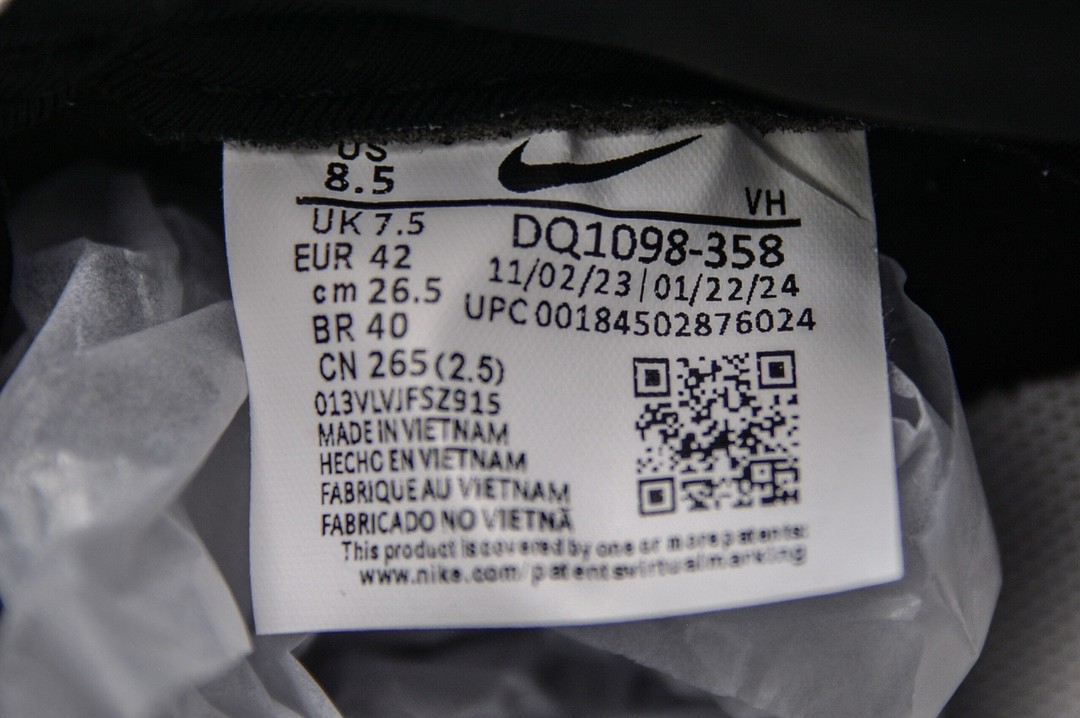 US
8.5
VH
UK 7.5
DQ1098-358
EUR 42
11/02/23 | 01/22/24
cm 26.5
UPC 00184502876024
BR 40
CN 265 (2.5)
013VLVJFSZ915
MADE IN VIETNAM
HECHO EN VIETNAM
FABRIQUE AU VIETNAM
FABRICADO NO VIETNÃ
This product is covered by one or more patents:
www.nike.com/patentsvirtualmarking